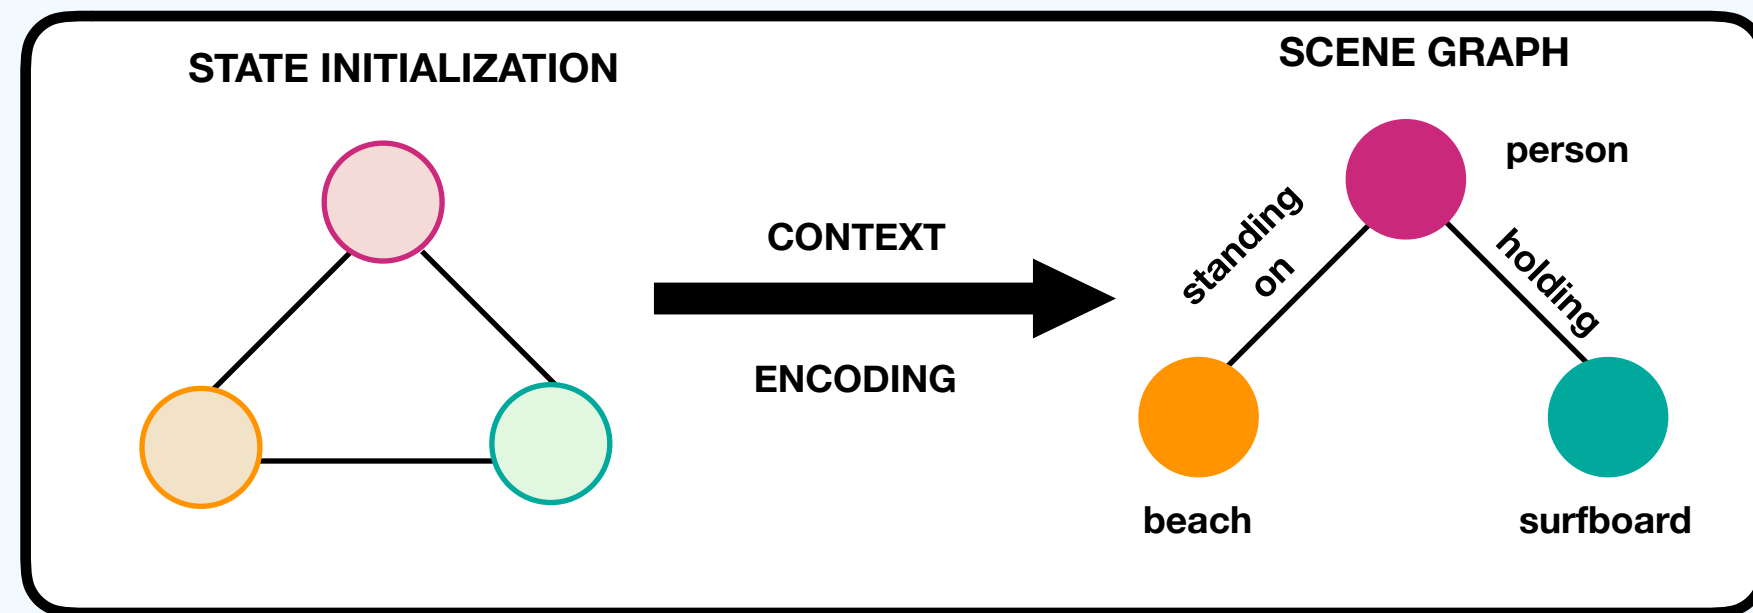 STATE INITIALIZATION
CONTEXT
ENCODING
SCENE GRAPH
person
standing
on
holding
beach
surfboard